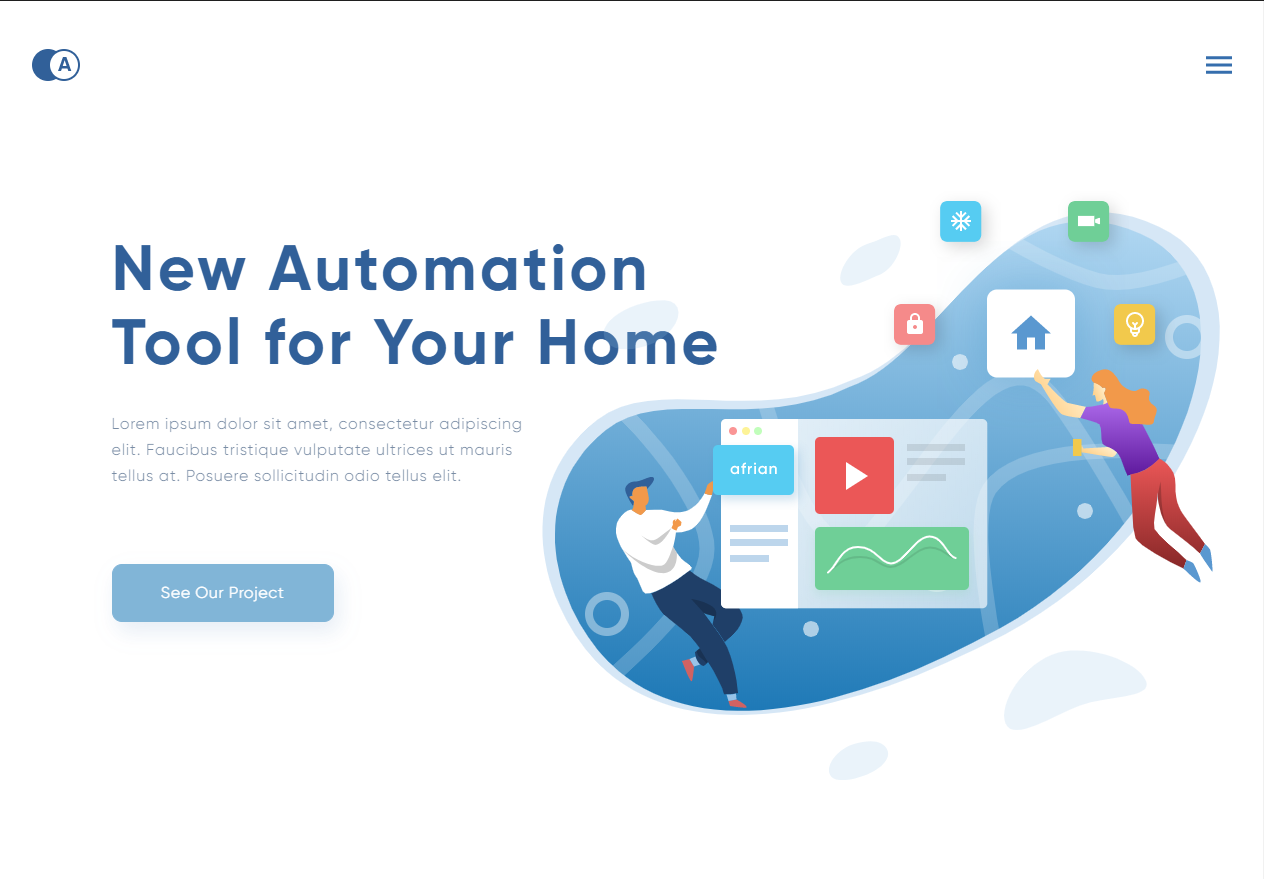 A
New Automation
Tool for Your Home
Lorem ipsum dolor sit amet, consectetur adipiscing
elit. Faucibus tristique vulputate ultrices ut mauris
tellus at. Posuere sollicitudin odio tellus elit.
afrian
See Our Project